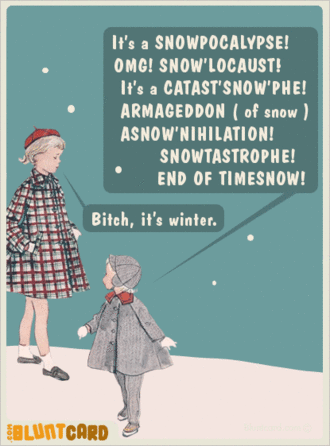 It's a SNOWPOCALYPSE!
OMG! SNOW'LOCAUST!
It's a CATAST'SNOW'PHE!
ARMAGEDDON ( of snow )
ASNOW'NIHILATION!
SNOWTASTROPHE!
END OF TIMESNOW!
Bitch, it's winter.
BLUNTCARD
.COM